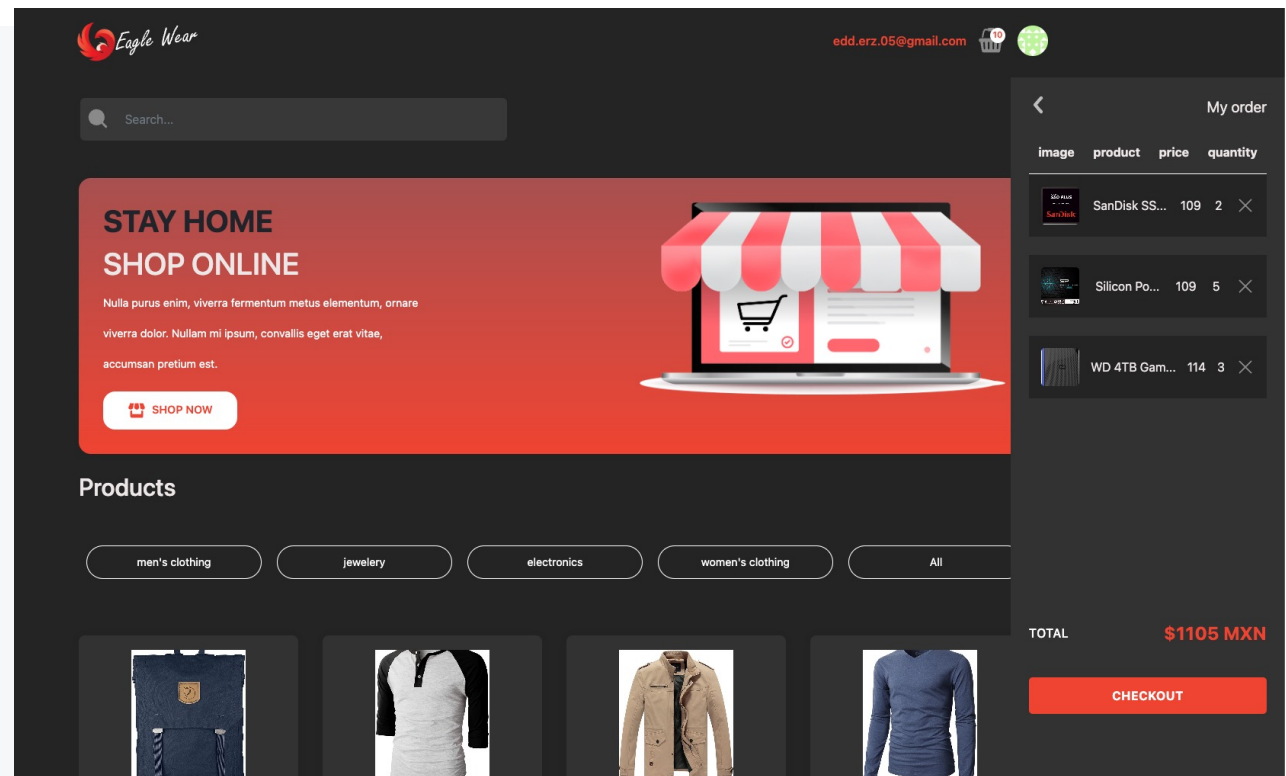 Eagle Wear
edd.erz.05@gmail.com 10
Search...
My order
image product price quantity
SanDisk
SanDisk SS... 109 2
Silicon Po... 109 5
WD 4TB Gam... 114 3
TOTAL $1105 MXN
CHECKOUT
STAY HOME
SHOP ONLINE
Nulla purus enim, viverra fermentum metus elementum, ornare
viverra dolor. Nullam mi ipsum, convallis eget erat vitae,
accumsan pretium est.
SHOP NOW
Products
men's clothing jewelery electronics women's clothing All